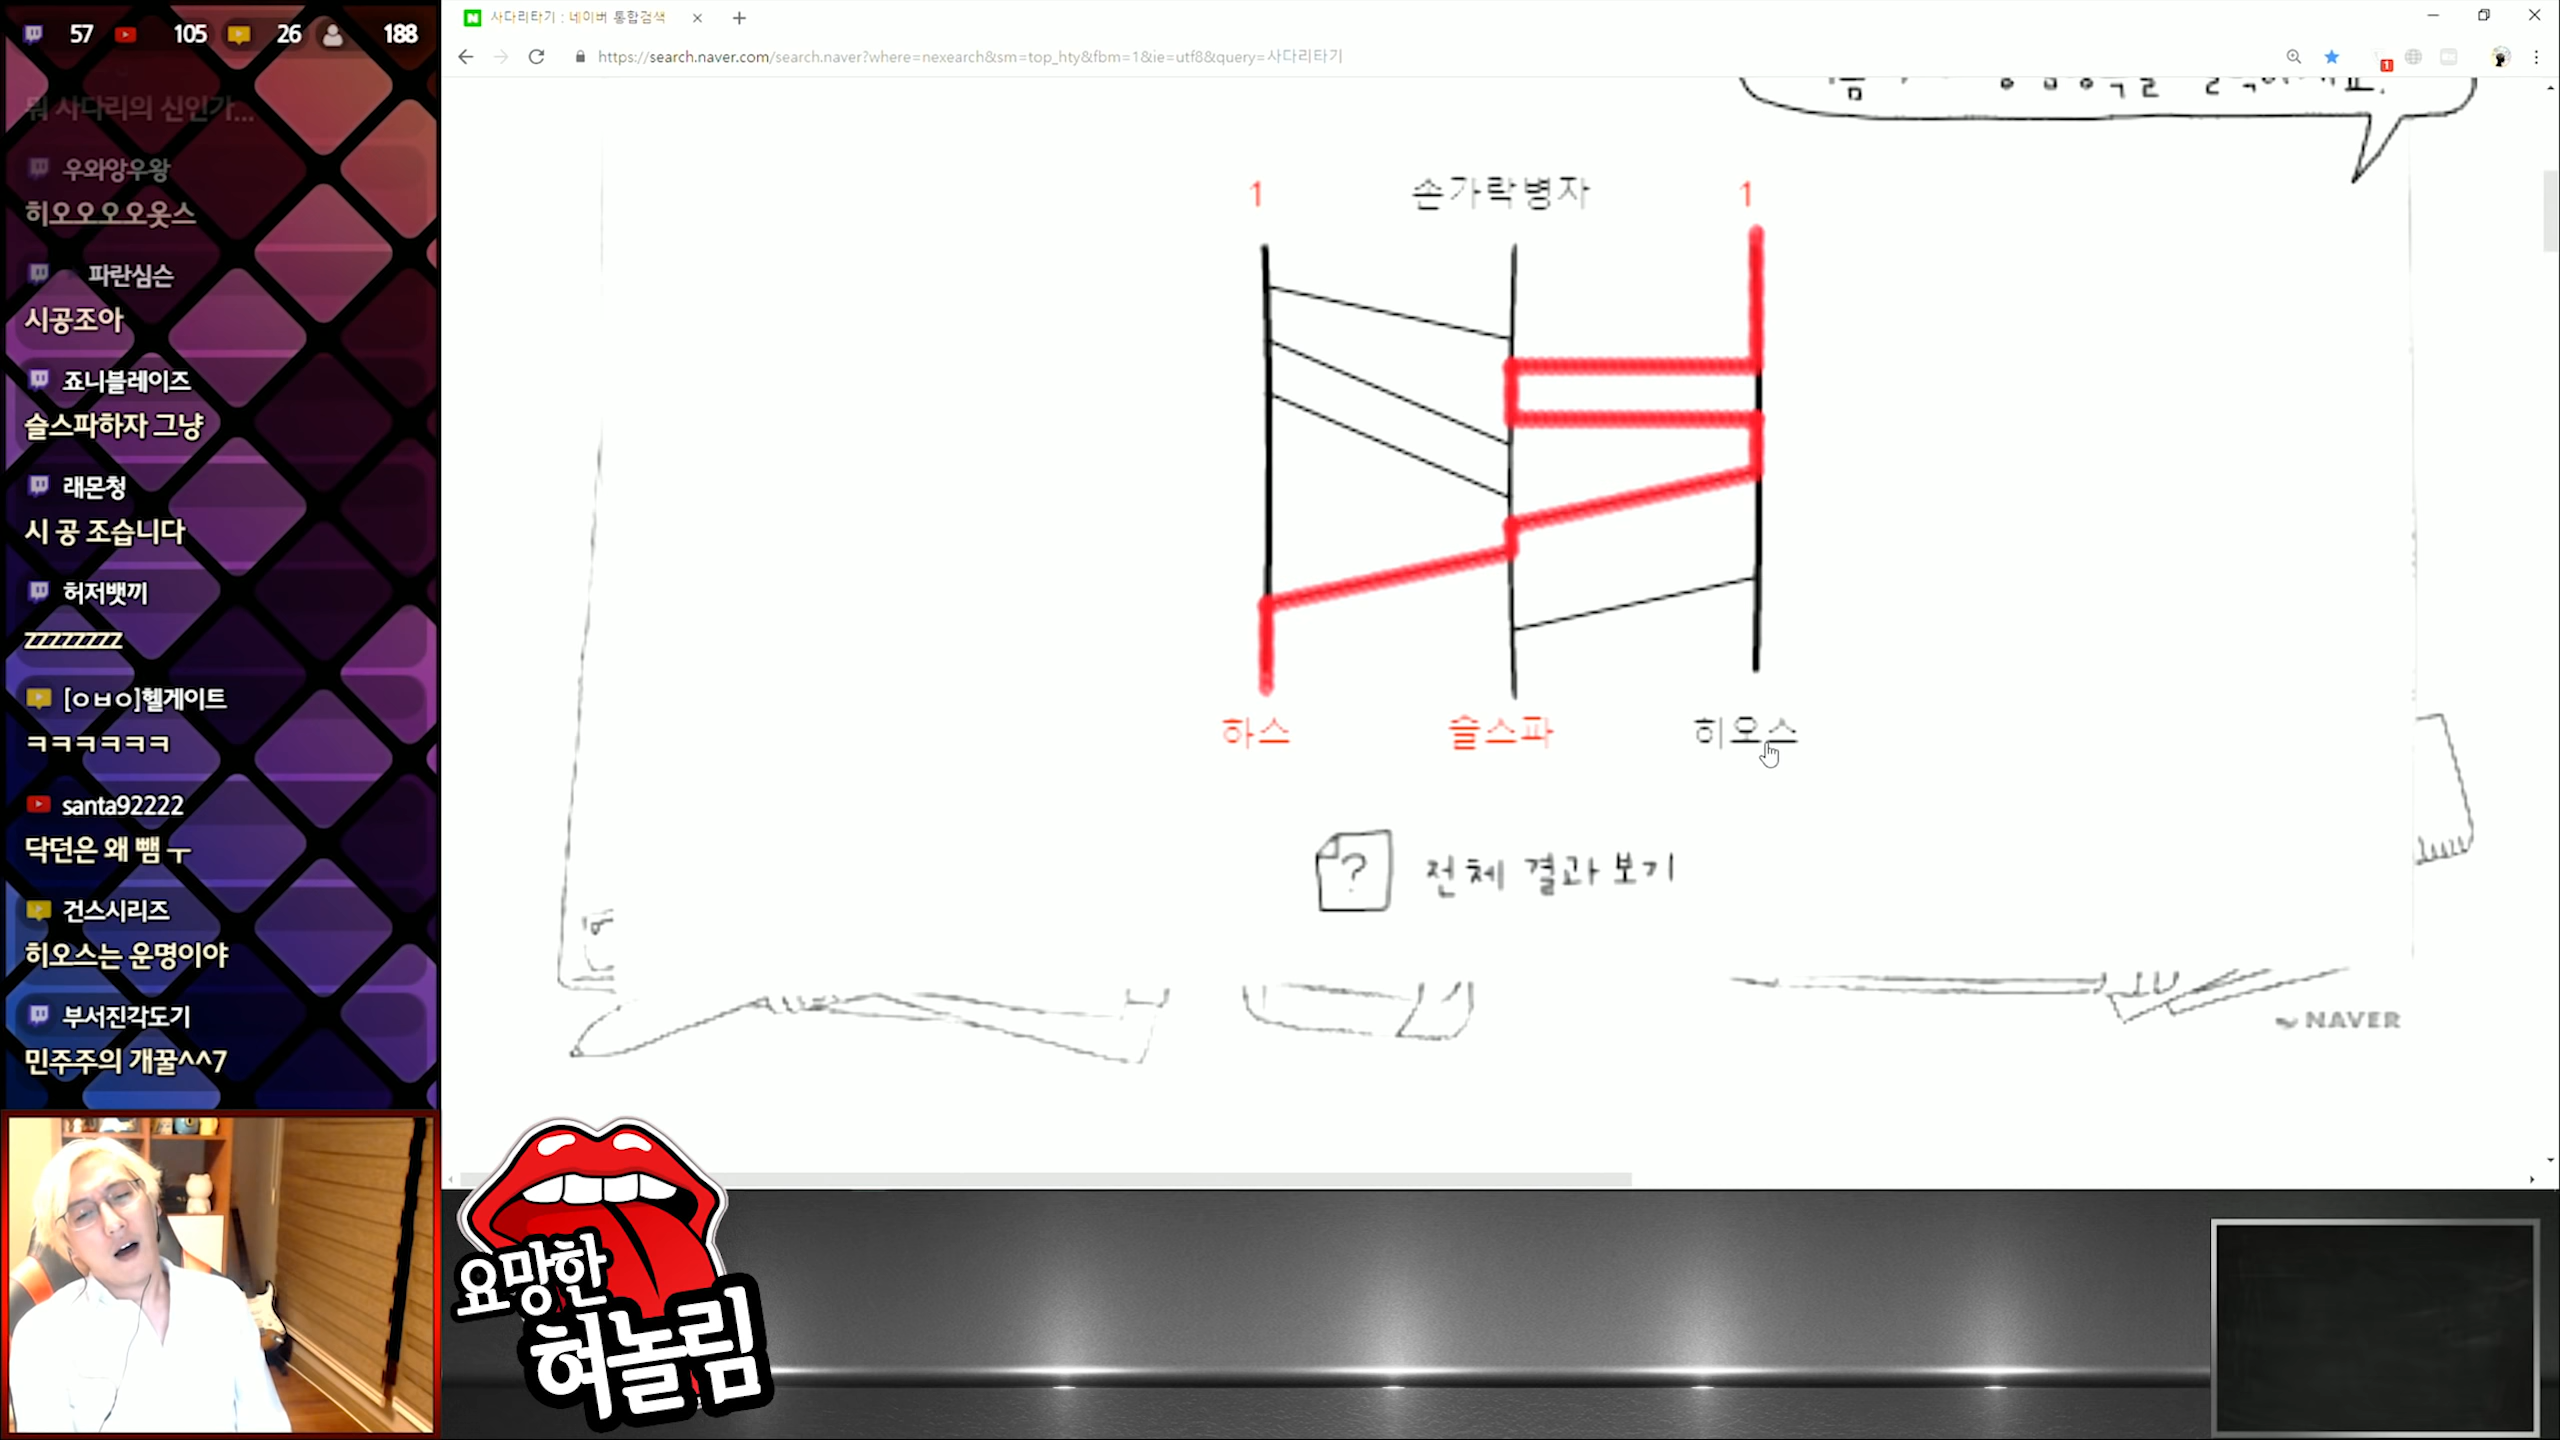 57 105 26 188
뭐 사다리의 신인가...
우와앙우왕
히오오오오옷스
파란심슨
시공조아
죠니블레이즈
슬스파하자 그냥
래몬청
시 공 조습니다
허저뱃끼
zzzzzzzz
[ㅇㅂㅇ]헬게이트
ㅋㅋㅋㅋㅋㅋ
santa92222
닥던은 왜 뺌 ㅜ
건스시리즈
히오스는 운명이야
부서진각도기
민주주의 개꿀^^7
사다리타기 : 네이버 통합검색
https://search.naver.com/search.naver?where=nexearch&sm=top_hty&fbm=1&ie=utf8&query=사다리타기
1
1 손가락병자 1
하스 슬스파 히오스
? 전체 결과 보기
NAVER
요망한
허놀림